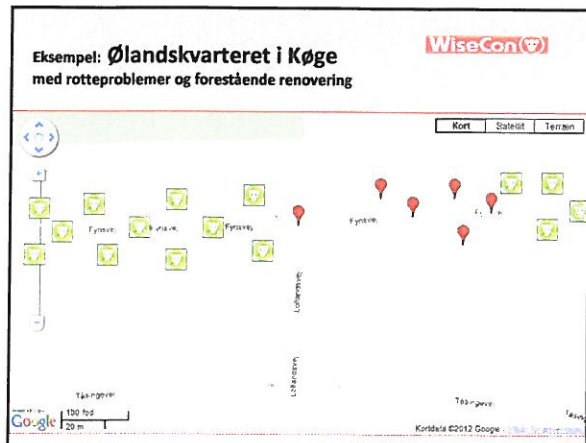 WiseCon
Eksempel: Ølandskvarteret i Køge
med rotteproblemer og forestående renovering
Kort Satellit Terræn
Fynsvej Fynsvej Fynsvej Fynsvej
Lollandsvej
Lollandsvej
Tåsingevej Tåsingevej
Google
100 fod
20 m
Kortdata ©2012 Google -